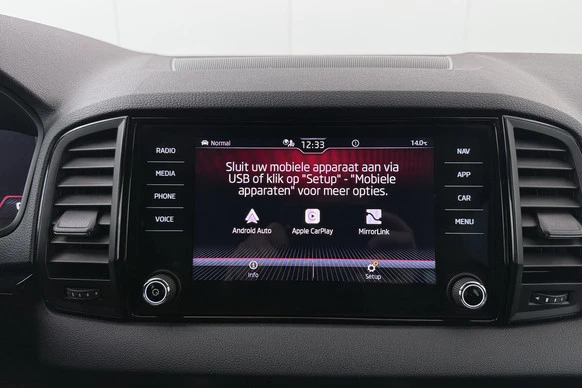 Normal 12:33 14.0
RADIO
MEDIA
PHONE
VOICE
Sluit uw mobiele apparaat aan via
USB of klik op "Setup" - "Mobiele
apparaten" voor meer opties.
Android Auto Apple CarPlay MirrorLink
Info Setup
NAV
APP
CAR
MENU